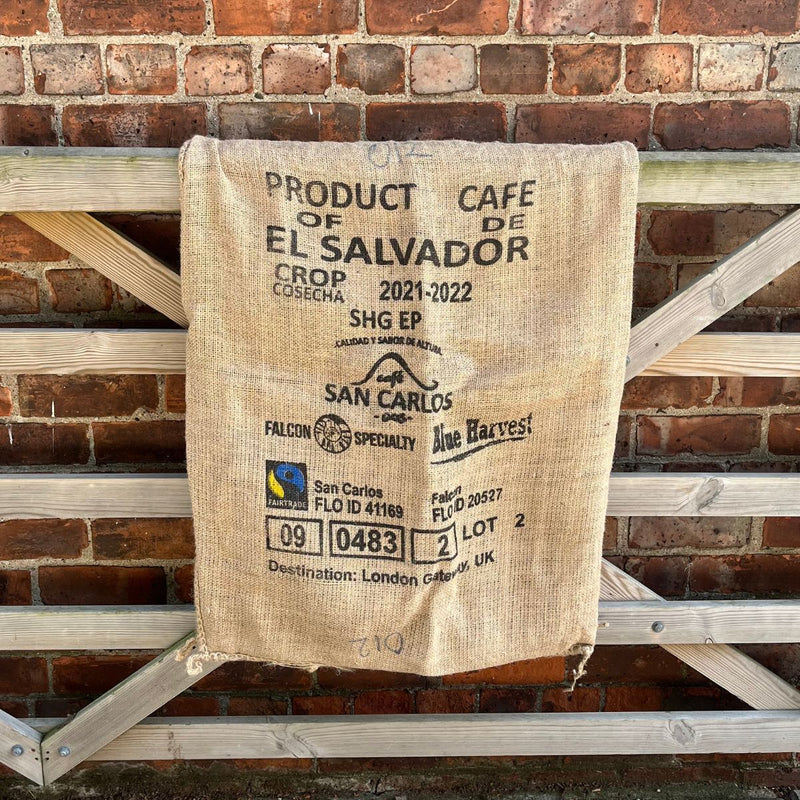 012
PRODUCT CAFE
OF DE
EL SALVADOR
CROP
COSECHA 2021-2022
SHG EP
.CALIDAD Y SABOR DE ALTURA.
café
SAN CARLOS
FALCON SPECIALTY Blue Harvest
FAIRTRADE
San Carlos Falcon
FLO ID 41169 FLO ID 20527
09 0483 2 LOT 2
Destination: London Gateway, UK
012